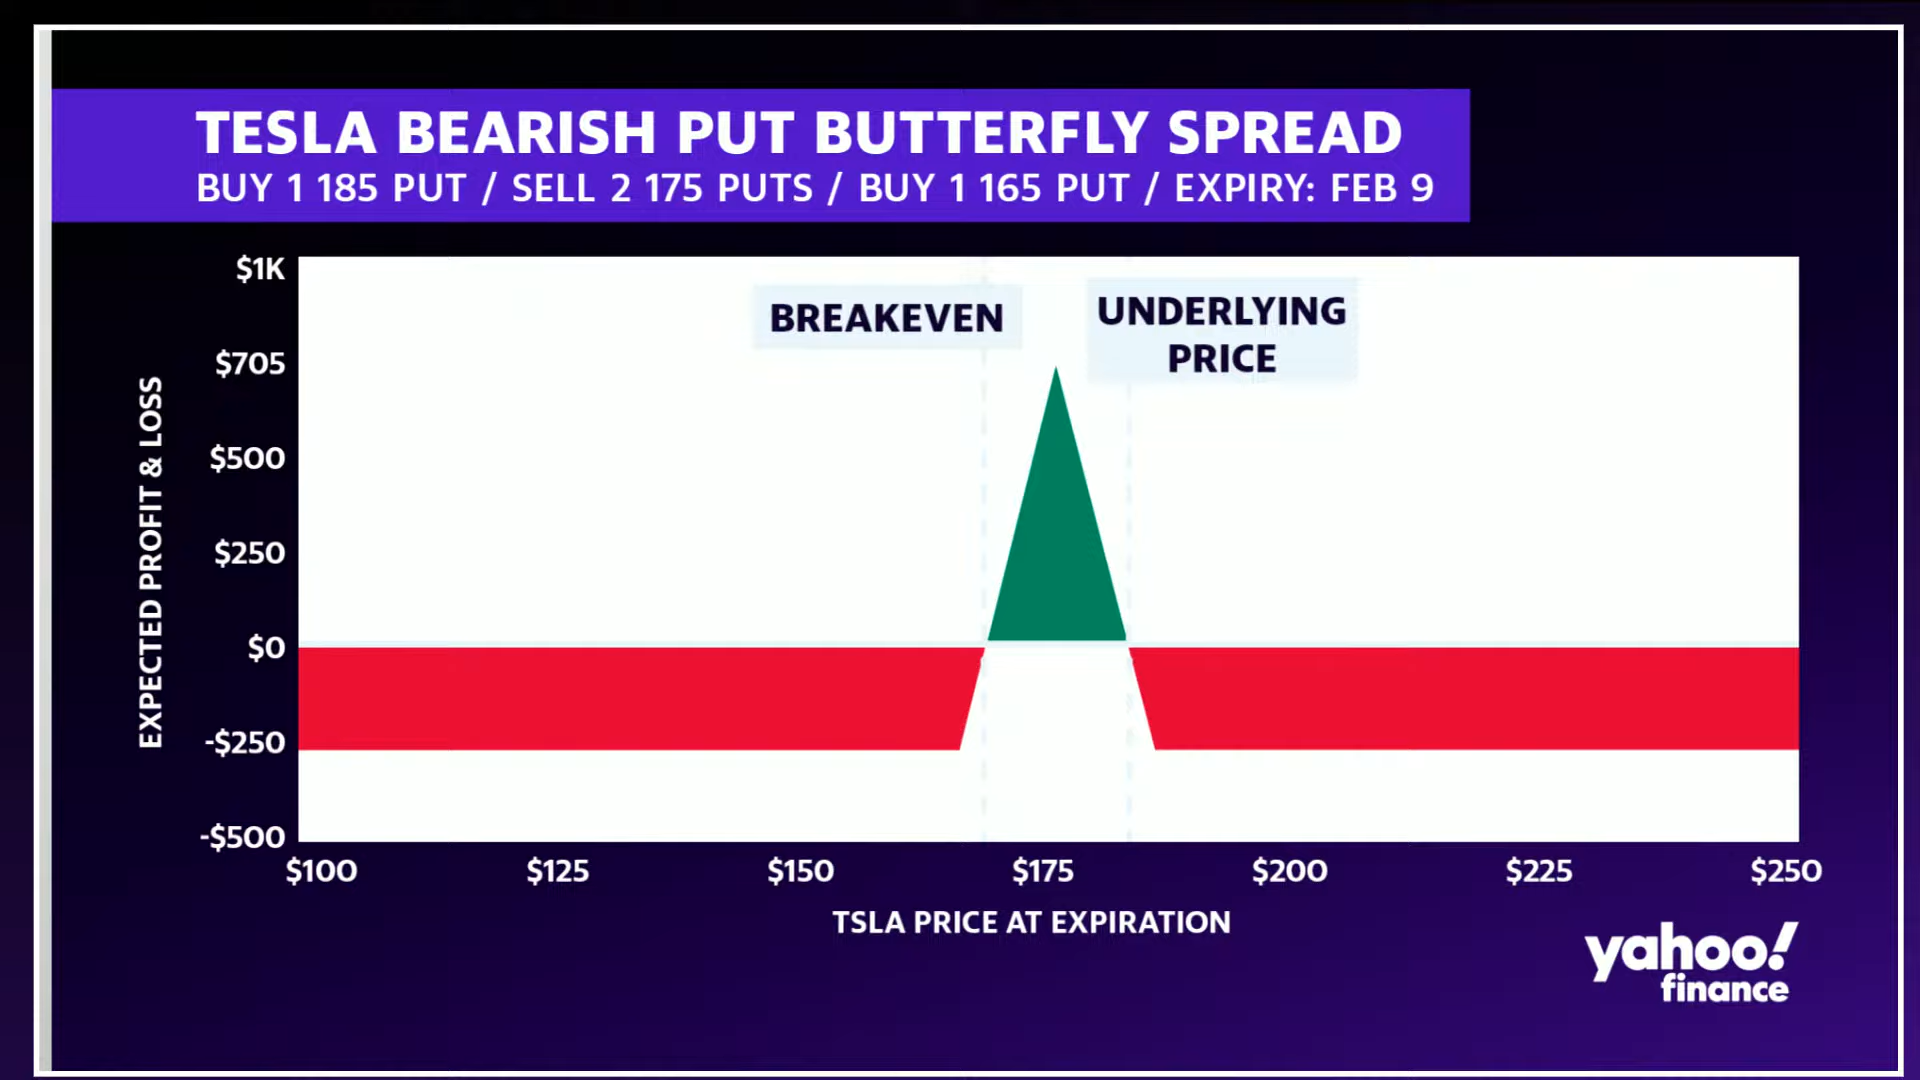 TESLA BEARISH PUT BUTTERFLY SPREAD
BUY 1 185 PUT / SELL 2 175 PUTS / BUY 1 165 PUT / EXPIRY: FEB 9
$1K
$705
$500
$250
$0
-$250
-$500
EXPECTED PROFIT & LOSS
BREAKEVEN
UNDERLYING
PRICE
$100 $125 $150 $175 $200 $225 $250
TSLA PRICE AT EXPIRATION
yahoo!
finance